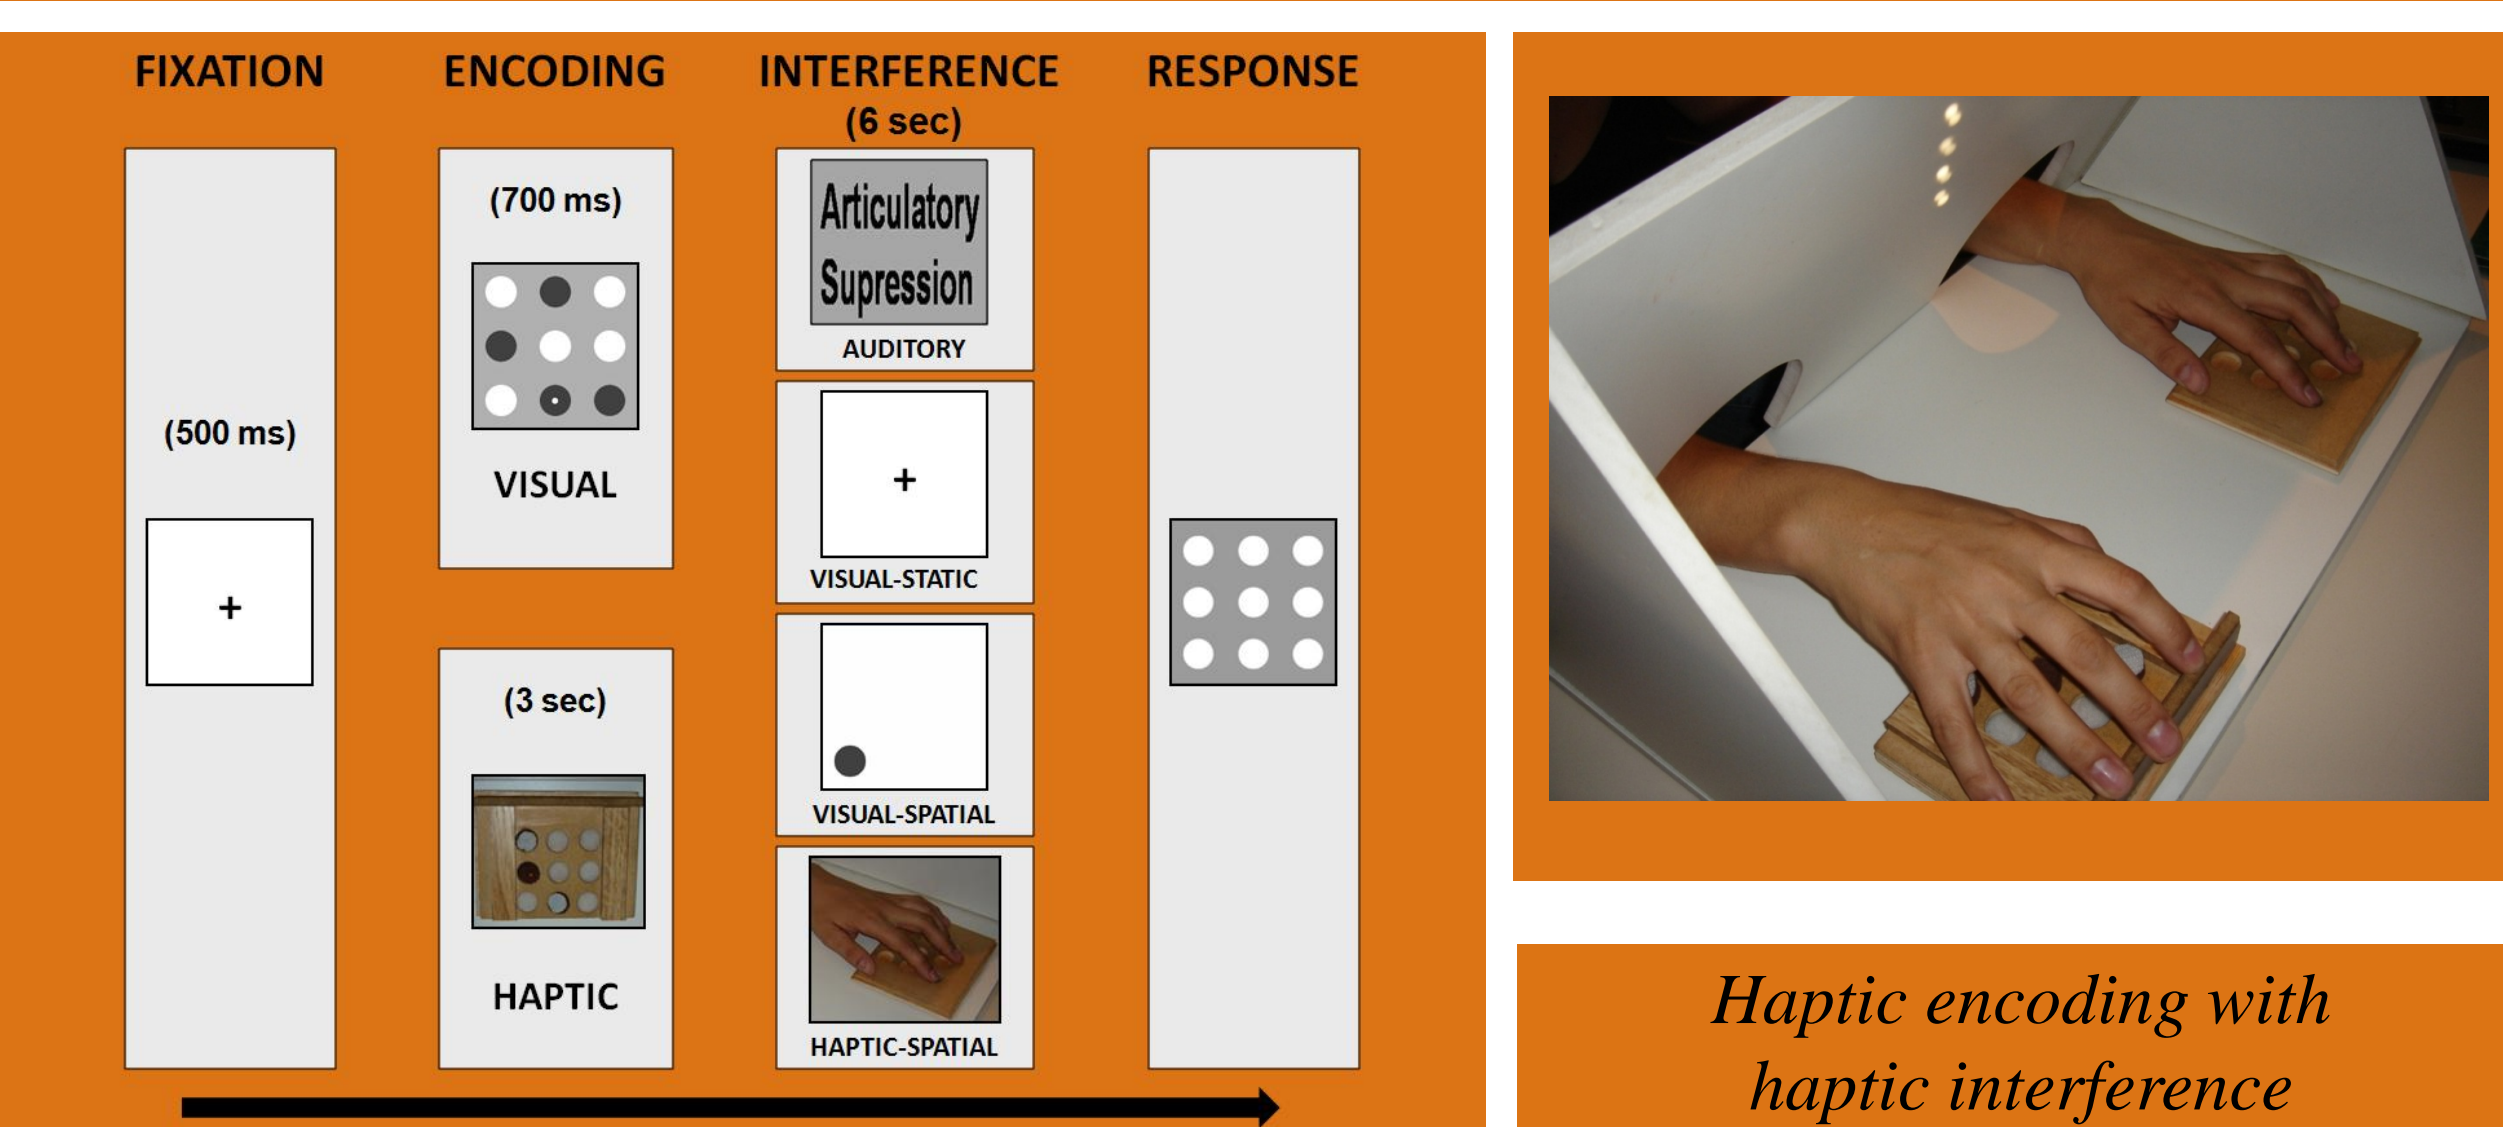 FIXATION
ENCODING
INTERFERENCE
(6 sec)
RESPONSE
(500 ms)
+
(700 ms)
VISUAL
(3 sec)
HAPTIC
Articulatory
Supression
AUDITORY
+
VISUAL-STATIC
VISUAL-SPATIAL
HAPTIC-SPATIAL
Haptic encoding with
haptic interference